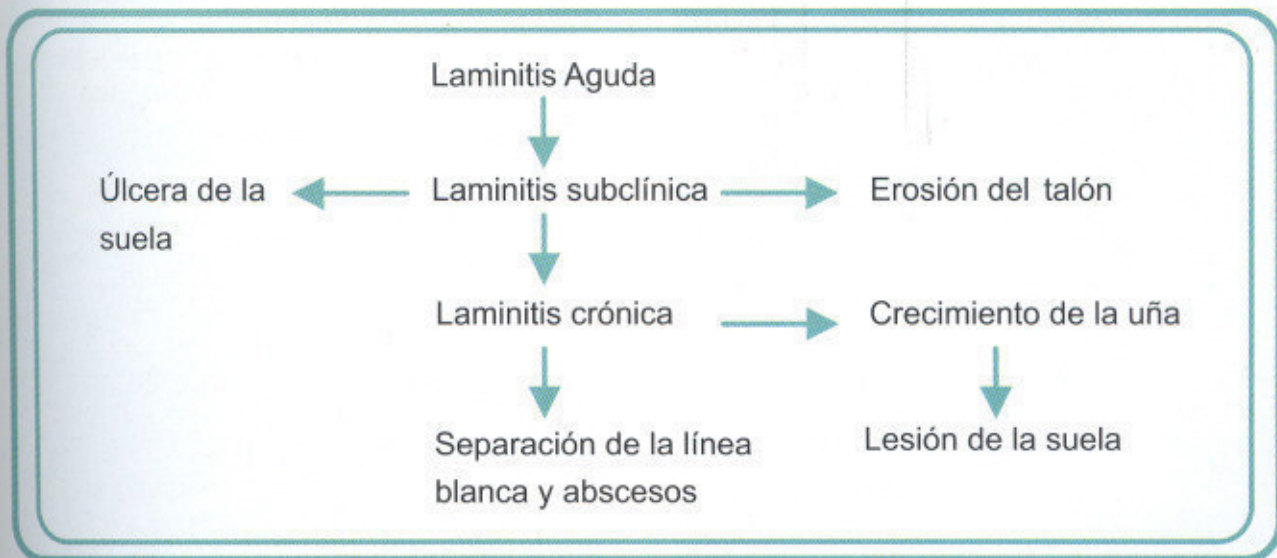 Laminitis Aguda
Úlcera de la
suela
Laminitis subclínica
Erosión del talón
Laminitis crónica
Crecimiento de la uña
Separación de la línea
blanca y abscesos
Lesión de la suela